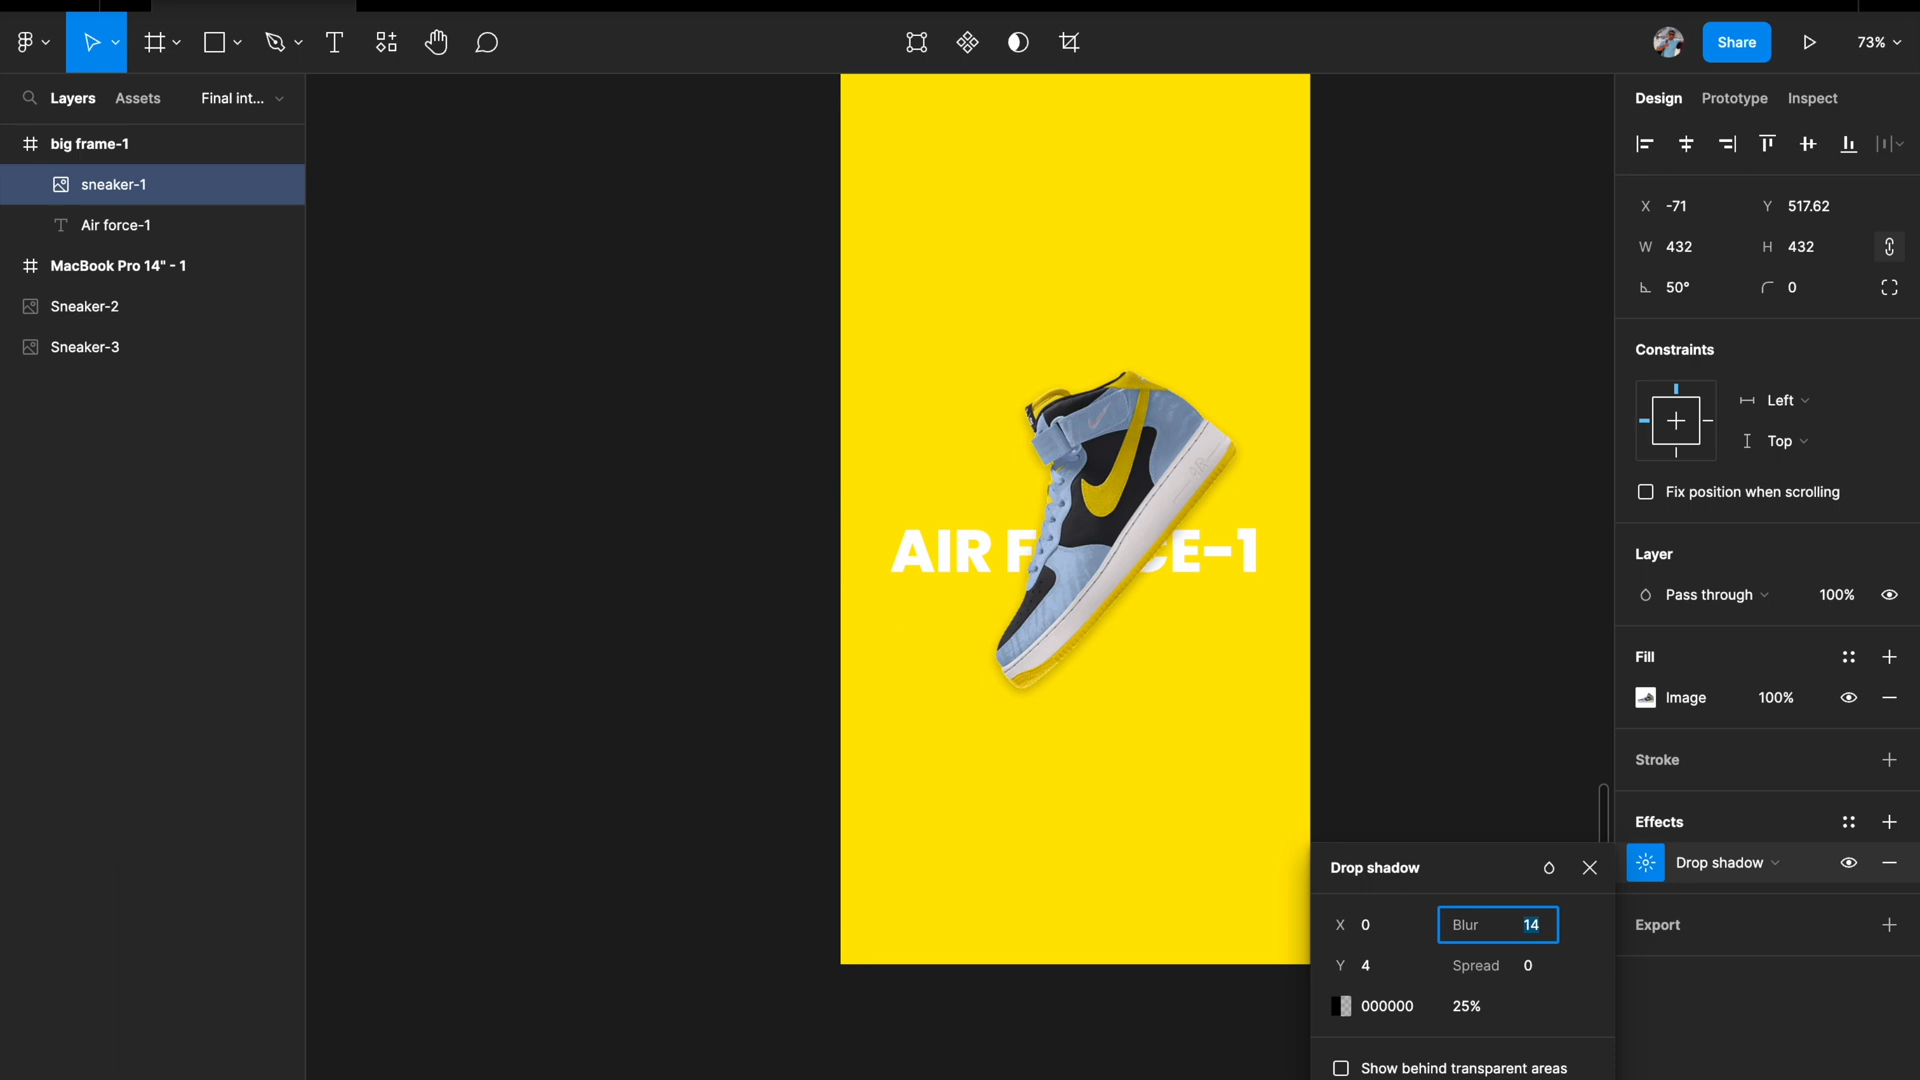 Share
73%
Layers
Assets
Final int...
Design
Prototype
Inspect
big frame-1
sneaker-1
Air force-1
MacBook Pro 14" - 1
Sneaker-2
Sneaker-3
X -71
Y 517.62
W 432
H 432
50°
0
Constraints
Left
Top
Fix position when scrolling
Layer
Pass through
100%
Fill
Image
100%
Stroke
Effects
Drop shadow
Export
AIR F
CE-1
Drop shadow
X 0
Blur 14
Y 4
Spread 0
000000
25%
Show behind transparent areas